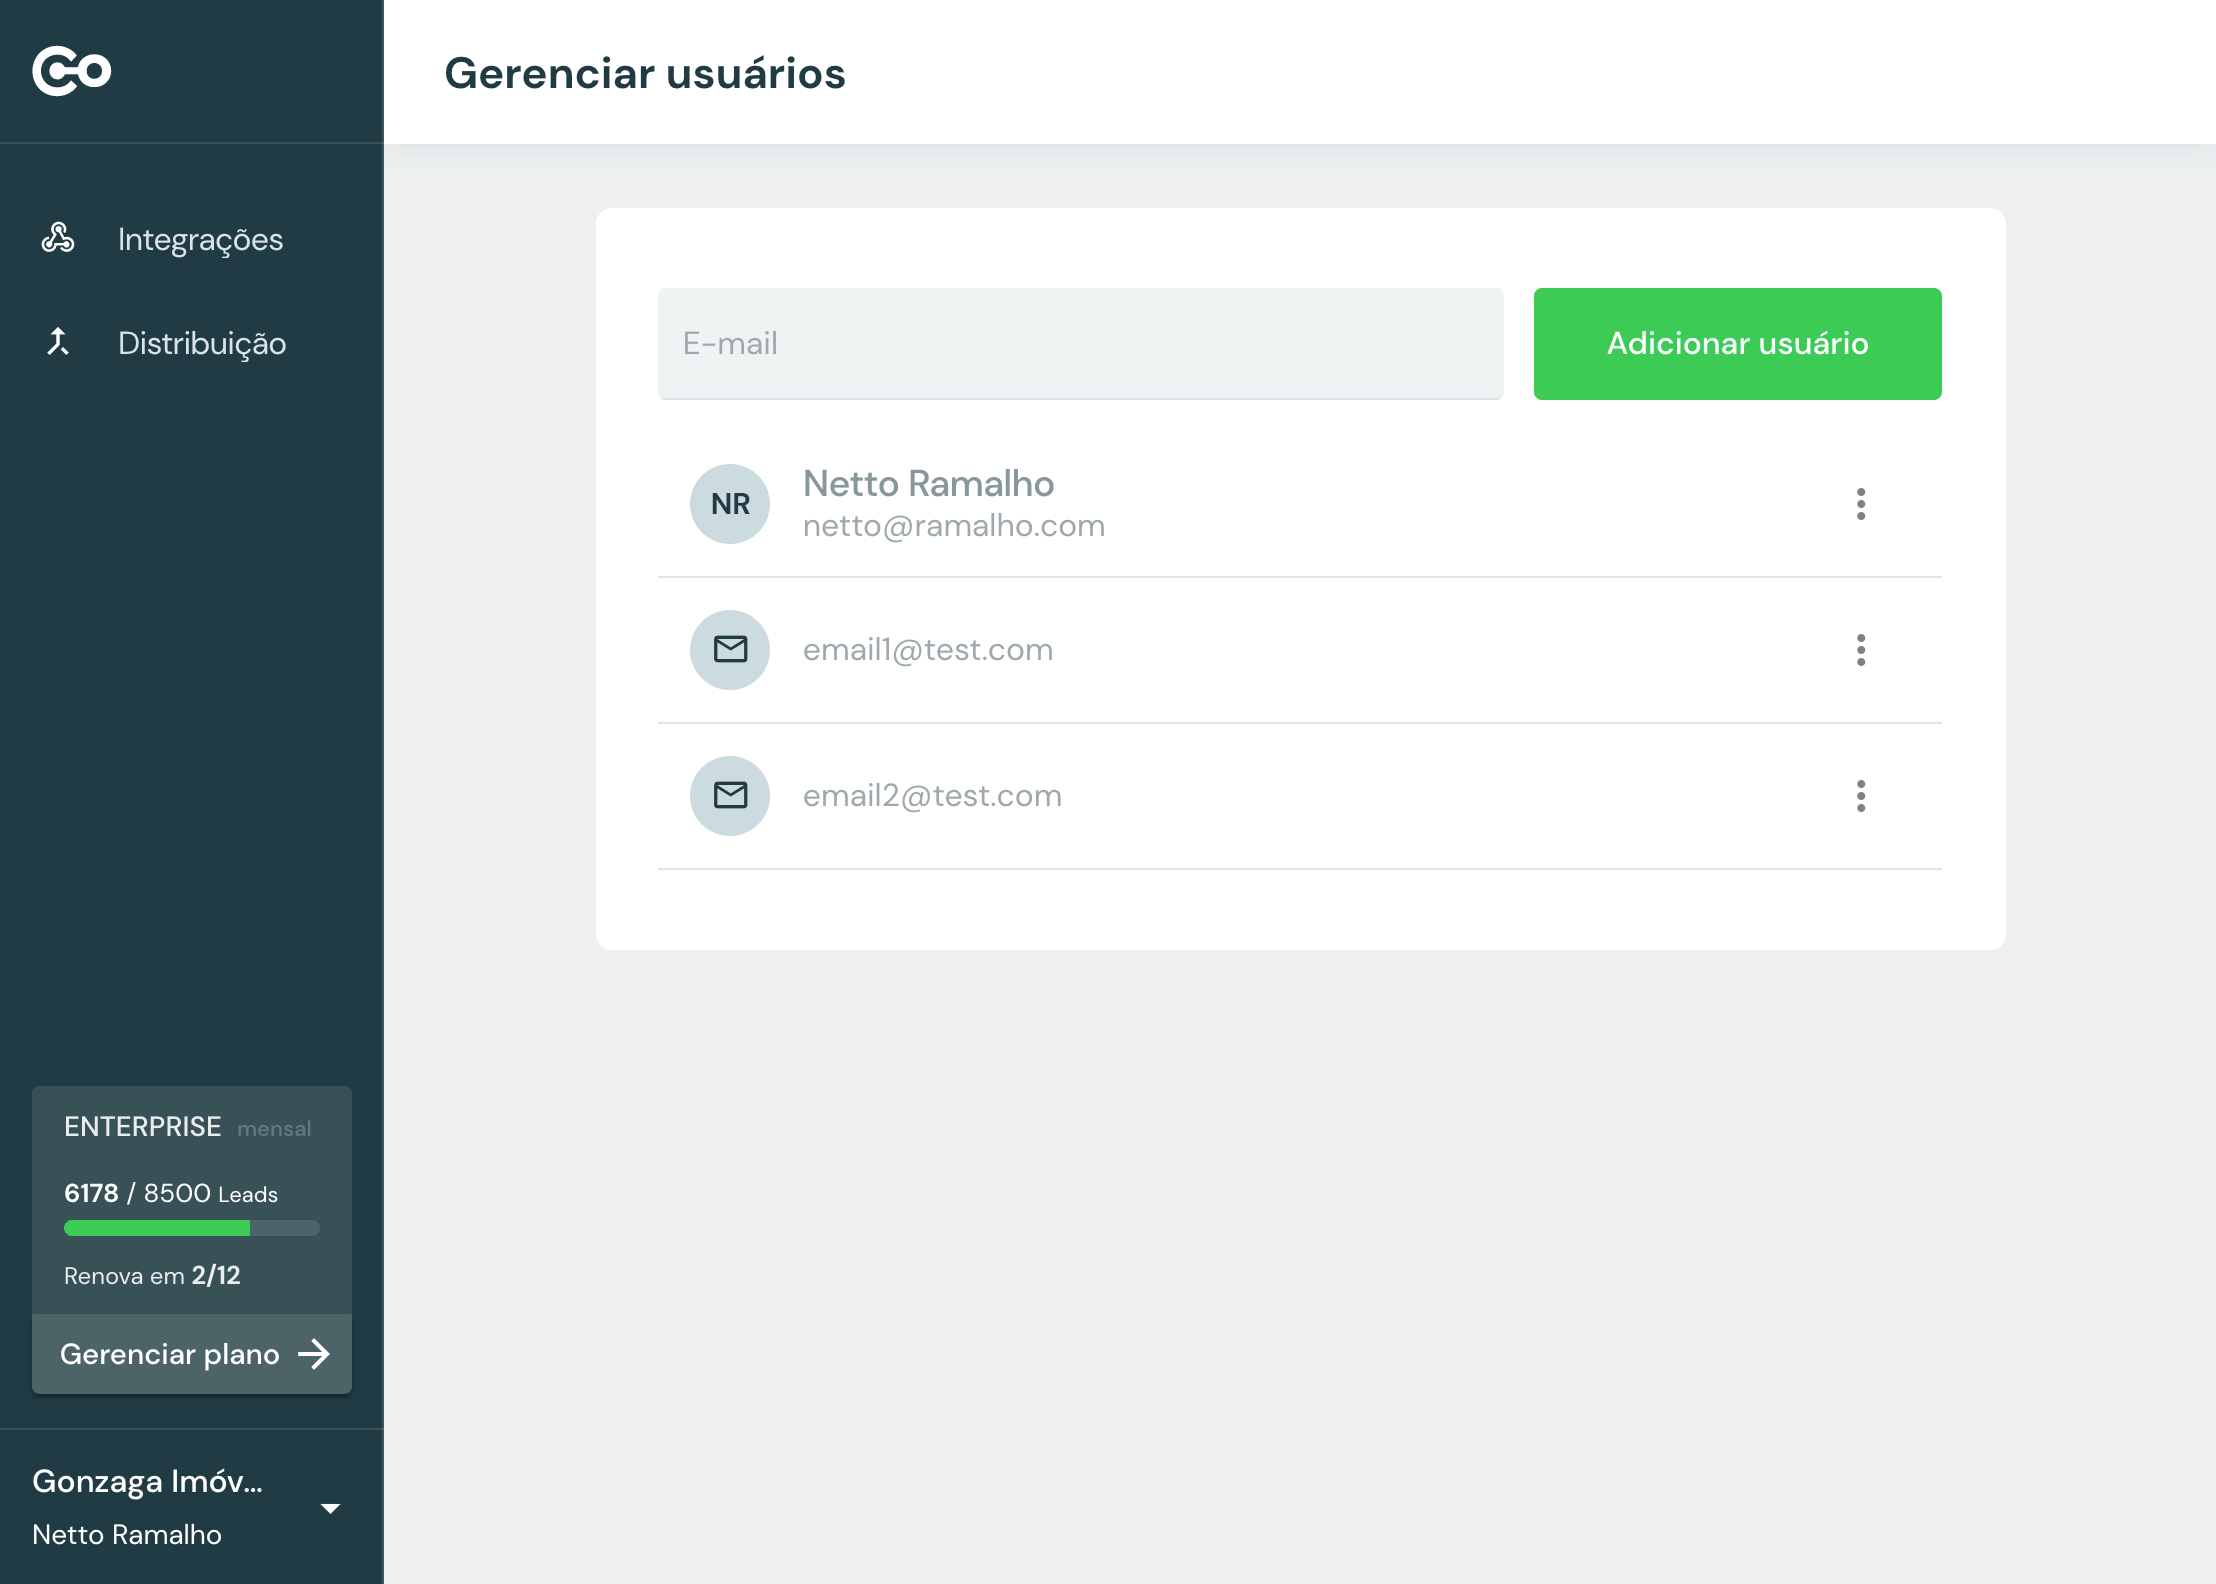 Co
Gerenciar usuários
Integrações
Distribuição
E-mail
Adicionar usuário
NR
Netto Ramalho
netto@ramalho.com
email1@test.com
email2@test.com
ENTERPRISE mensal
6178 / 8500 Leads
Renova em 2/12
Gerenciar plano
Gonzaga Imóv...
Netto Ramalho